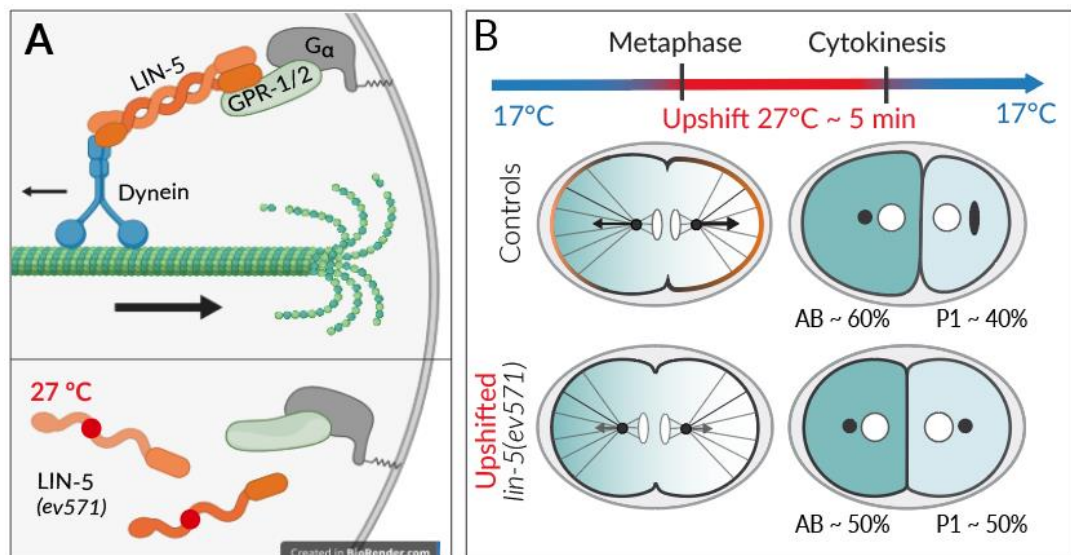 A
LIN-5
Gα
GPR-1/2
Dynein
27 °C
LIN-5
(ev571)
Created in BioRender.com
B
Metaphase Cytokinesis
17°C Upshift 27°C ~ 5 min 17°C
Controls
AB ~ 60% P1 ~ 40%
Upshifted
lin-5(ev571)
AB ~ 50% P1 ~ 50%